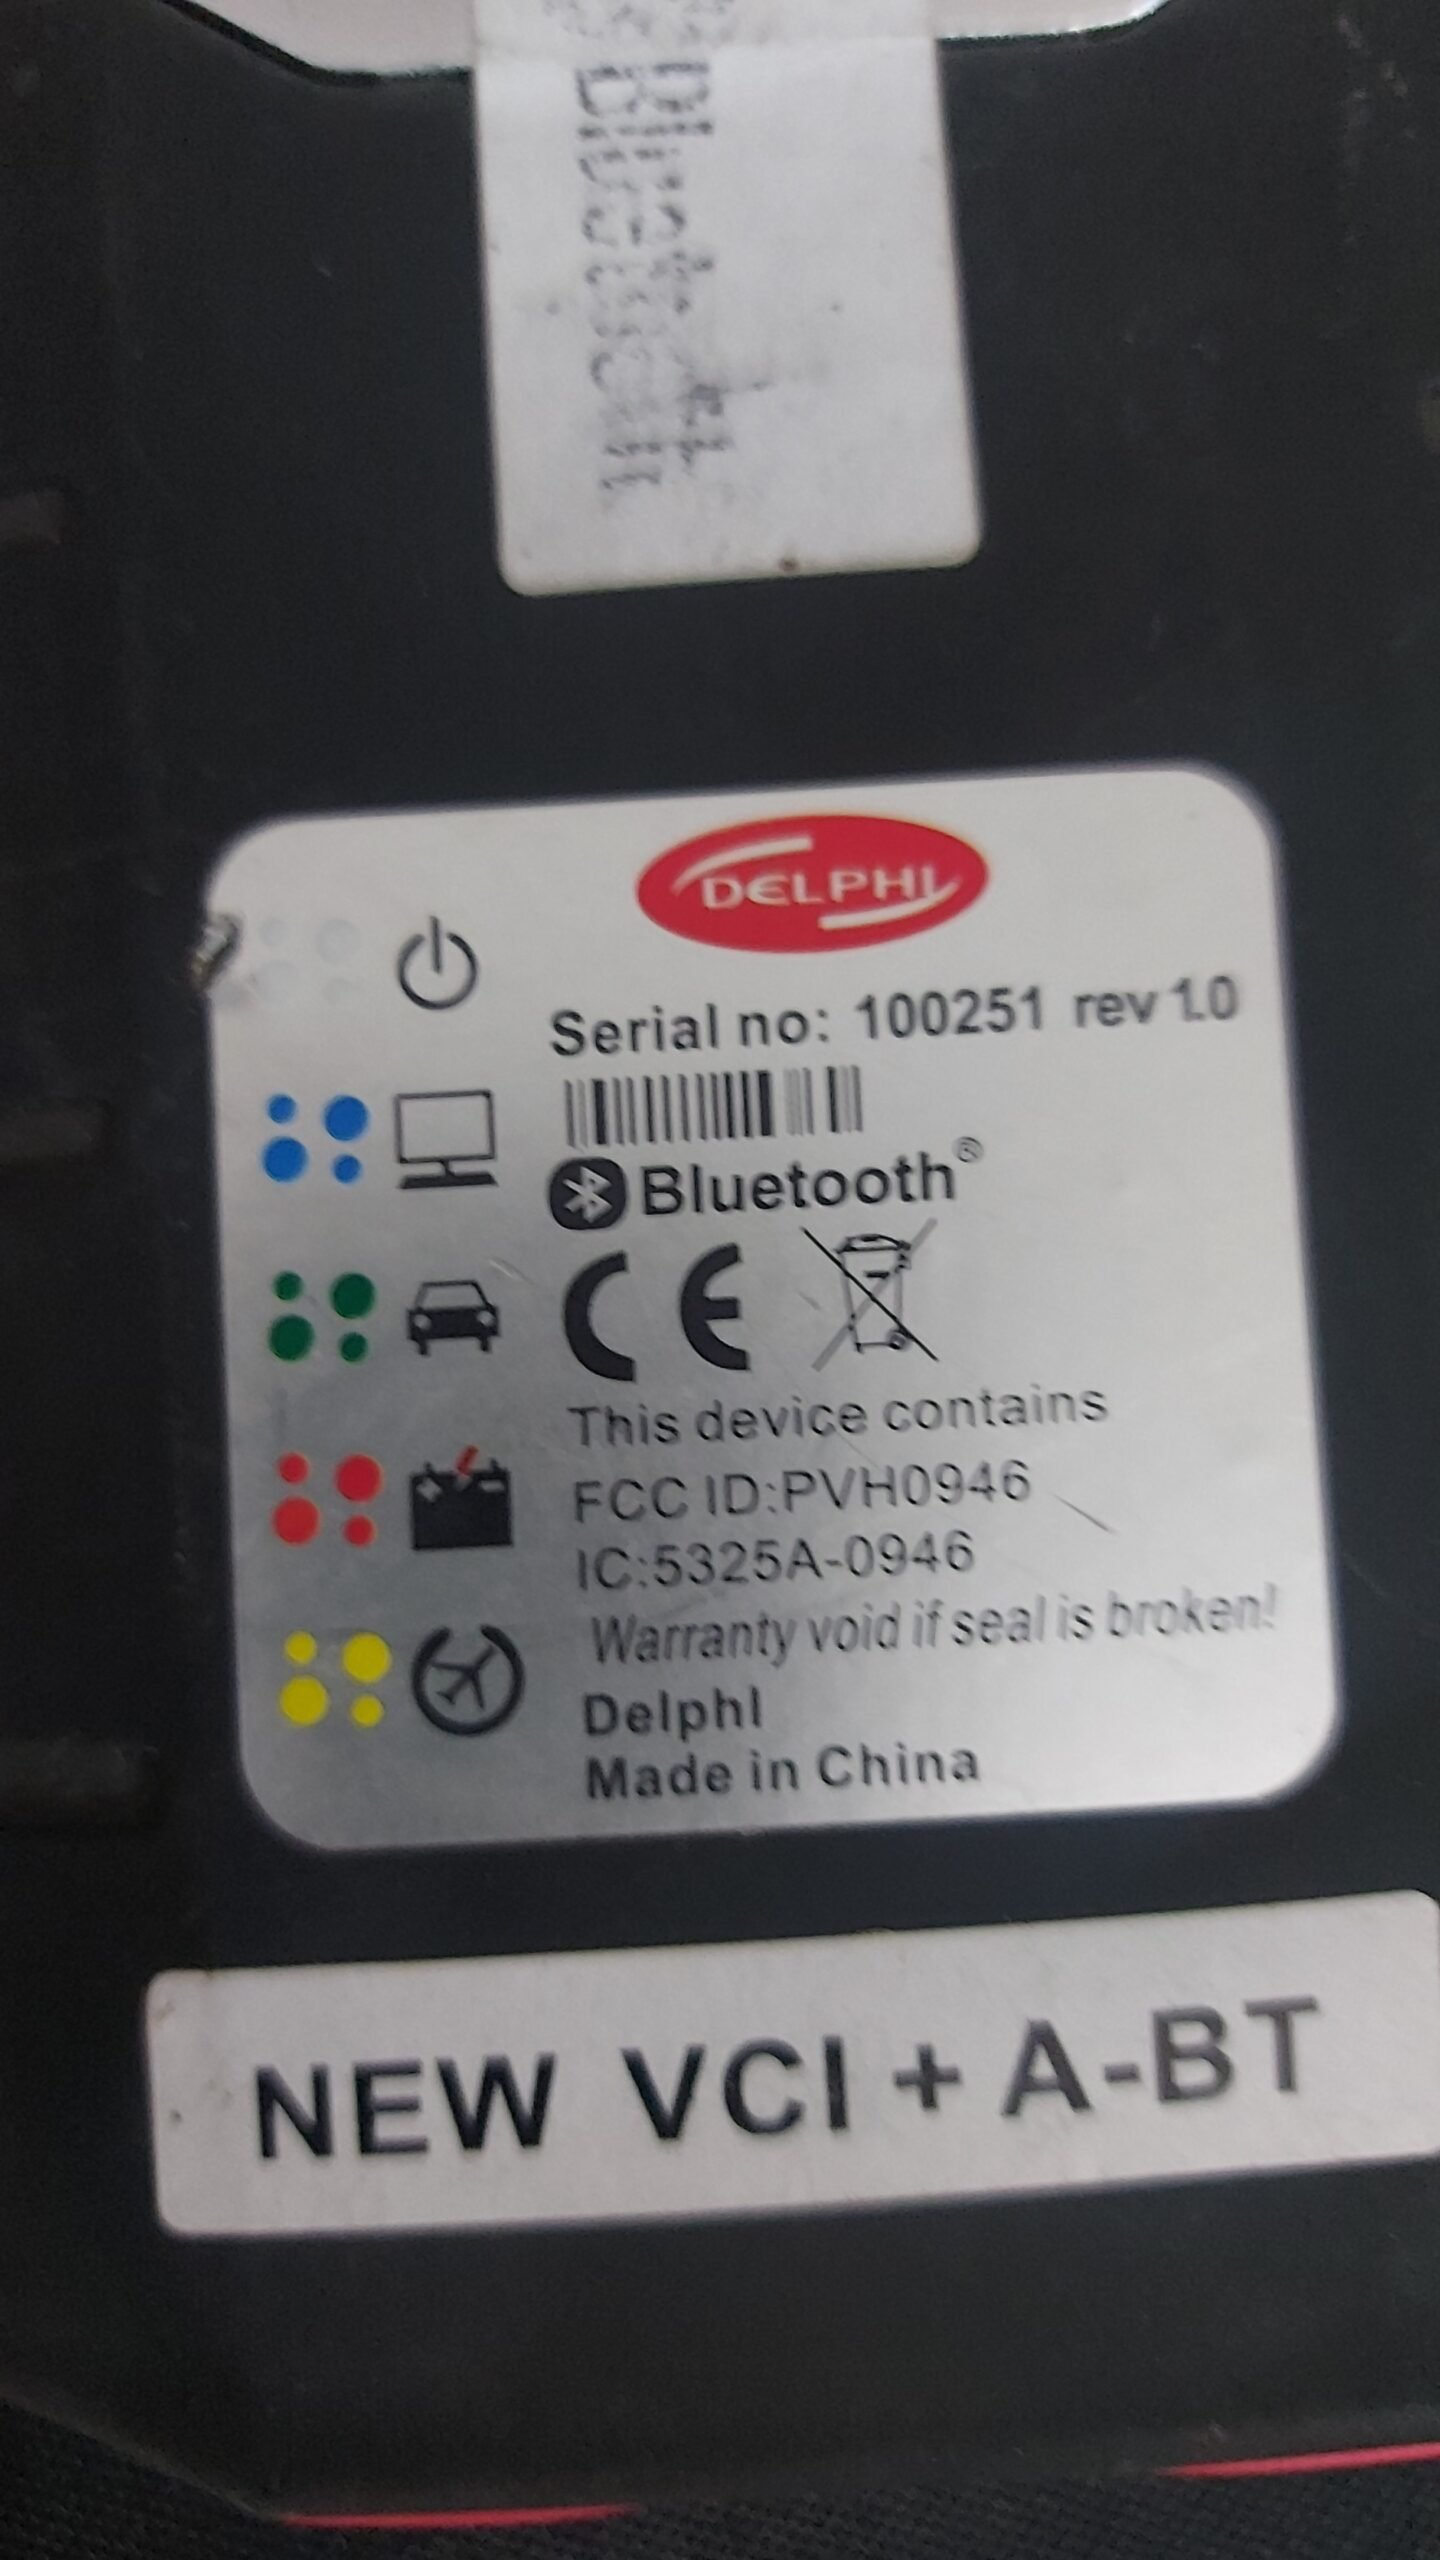 Bluetooth
DELPHI
Serial no: 100251 rev 1.0
Bluetooth®
CE
This device contains
FCC ID:PVH0946
IC:5325A-0946
Warranty void if seal is broken!
DelphI
Made in China
NEW VCI + A-BT